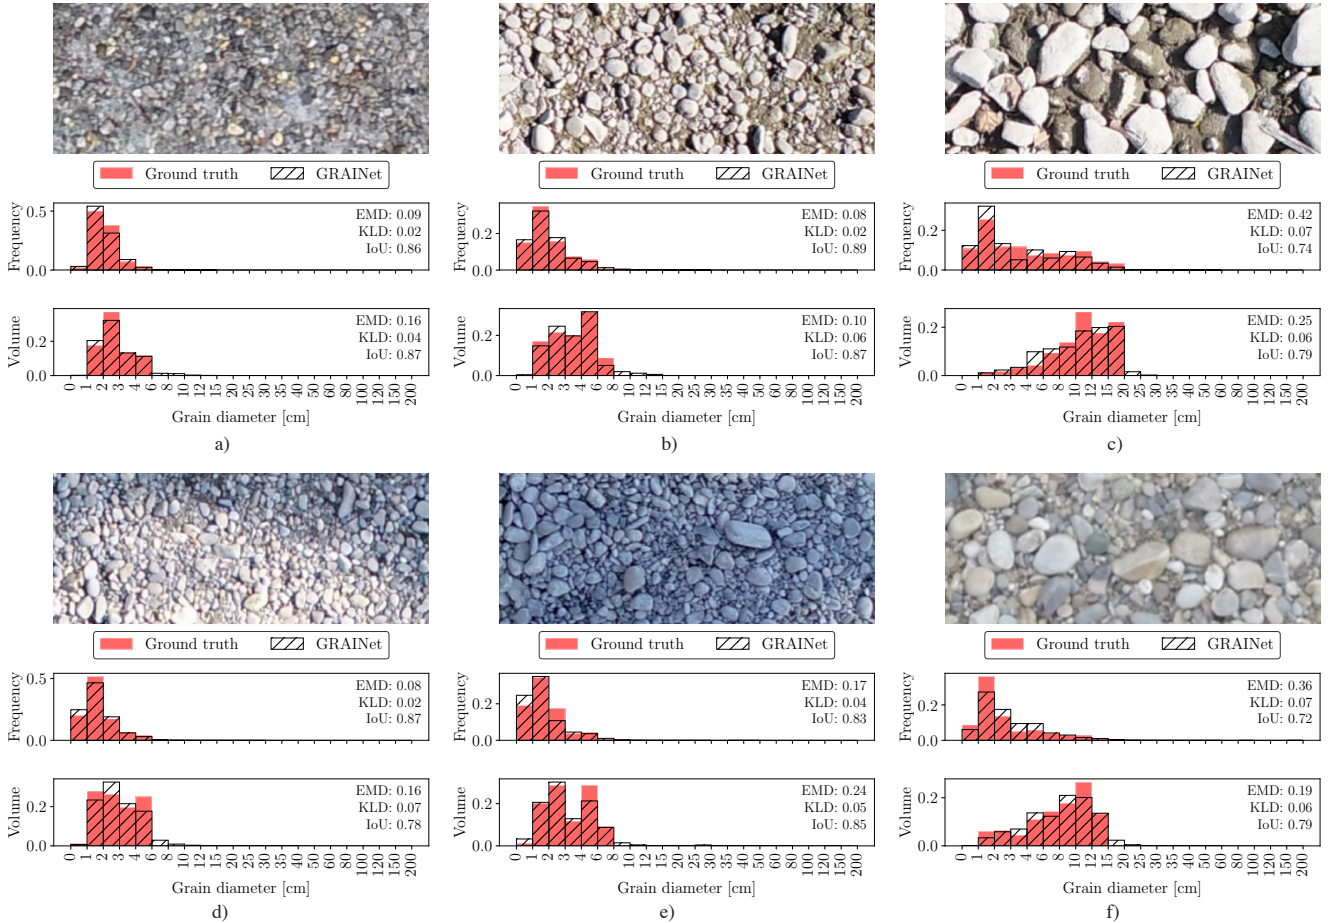 Ground truth GRAINet
Frequency
0.5
0.0
EMD: 0.09
KLD: 0.02
IoU: 0.86
Volume
0.2
0.0
EMD: 0.16
KLD: 0.04
IoU: 0.87
0 1 2 3 4 6 8 10 12 15 20 25 30 35 40 45 50 60 80 100 120 150 200
Grain diameter [cm]
a)
Ground truth GRAINet
Frequency
0.2
0.0
EMD: 0.08
KLD: 0.02
IoU: 0.89
Volume
0.2
0.0
EMD: 0.10
KLD: 0.06
IoU: 0.87
0 1 2 3 4 6 8 10 12 15 20 25 30 35 40 45 50 60 80 100 120 150 200
Grain diameter [cm]
b)
Ground truth GRAINet
Frequency
0.2
0.0
EMD: 0.42
KLD: 0.07
IoU: 0.74
Volume
0.2
0.0
EMD: 0.25
KLD: 0.06
IoU: 0.79
0 1 2 3 4 6 8 10 12 15 20 25 30 35 40 45 50 60 80 100 120 150 200
Grain diameter [cm]
c)
Ground truth GRAINet
Frequency
0.5
0.0
EMD: 0.08
KLD: 0.02
IoU: 0.87
Volume
0.2
0.0
EMD: 0.16
KLD: 0.07
IoU: 0.78
0 1 2 3 4 6 8 10 12 15 20 25 30 35 40 45 50 60 80 100 120 150 200
Grain diameter [cm]
d)
Ground truth GRAINet
Frequency
0.2
0.0
EMD: 0.17
KLD: 0.04
IoU: 0.83
Volume
0.2
0.0
EMD: 0.24
KLD: 0.05
IoU: 0.85
0 1 2 3 4 6 8 10 12 15 20 25 30 35 40 45 50 60 80 100 120 150 200
Grain diameter [cm]
e)
Ground truth GRAINet
Frequency
0.2
0.0
EMD: 0.36
KLD: 0.07
IoU: 0.72
Volume
0.2
0.0
EMD: 0.19
KLD: 0.06
IoU: 0.79
0 1 2 3 4 6 8 10 12 15 20 25 30 35 40 45 50 60 80 100 120 150 200
Grain diameter [cm]
f)